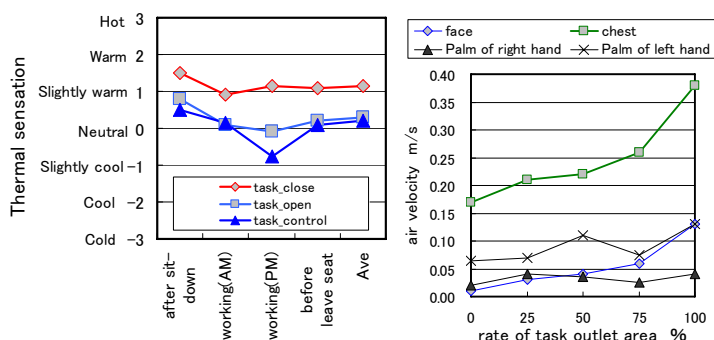 Thermal sensation
Hot 3
Warm 2
Slightly warm 1
Neutral 0
Slightly cool -1
Cool -2
Cold -3
task_close
task_open
task_control
after sit-
down
working(AM)
working(PM)
before
leave seat
Ave
face
chest
Palm of right hand
Palm of left hand
air velocity m/s
0.40
0.35
0.30
0.25
0.20
0.15
0.10
0.05
0.00
0 25 50 75 100
rate of task outlet area %